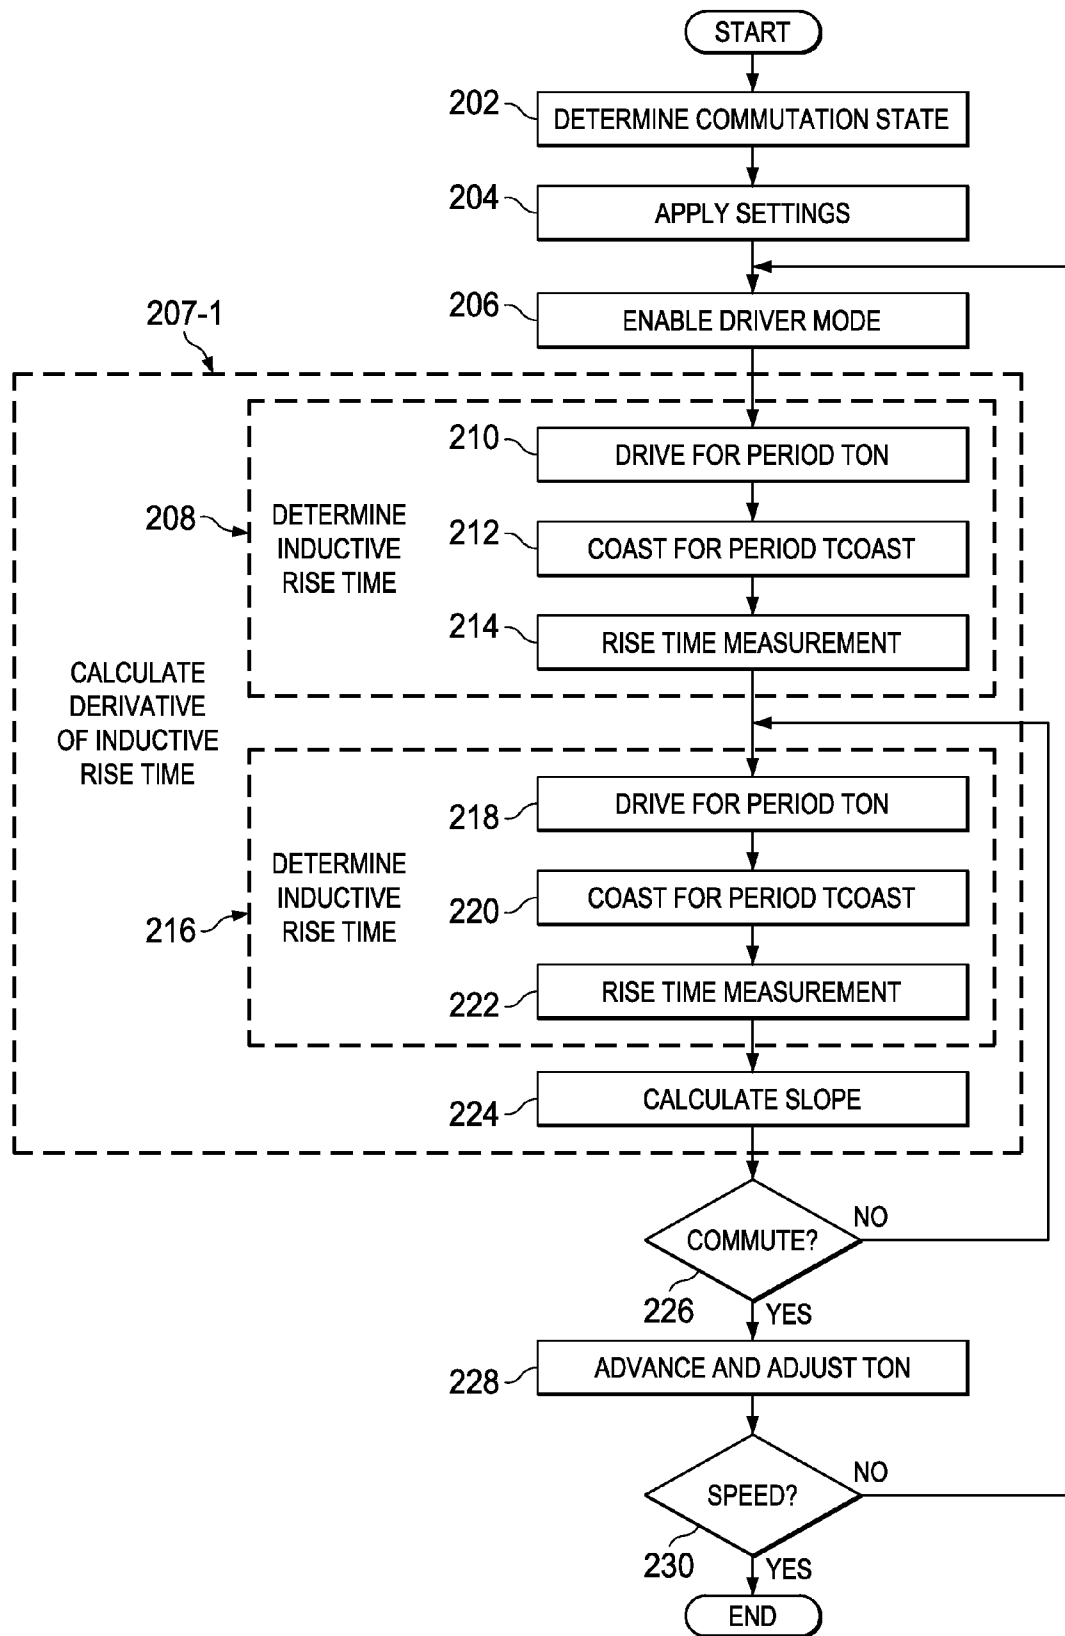 START
202
DETERMINE COMMUTATION STATE
204
APPLY SETTINGS
206
ENABLE DRIVER MODE
207-1
210
DRIVE FOR PERIOD TON
208
DETERMINE
INDUCTIVE
RISE TIME
212
COAST FOR PERIOD TCOAST
214
RISE TIME MEASUREMENT
CALCULATE
DERIVATIVE
OF INDUCTIVE
RISE TIME
218
DRIVE FOR PERIOD TON
216
DETERMINE
INDUCTIVE
RISE TIME
220
COAST FOR PERIOD TCOAST
222
RISE TIME MEASUREMENT
224
CALCULATE SLOPE
COMMUTE?
NO
226
YES
228
ADVANCE AND ADJUST TON
SPEED?
NO
230
YES
END